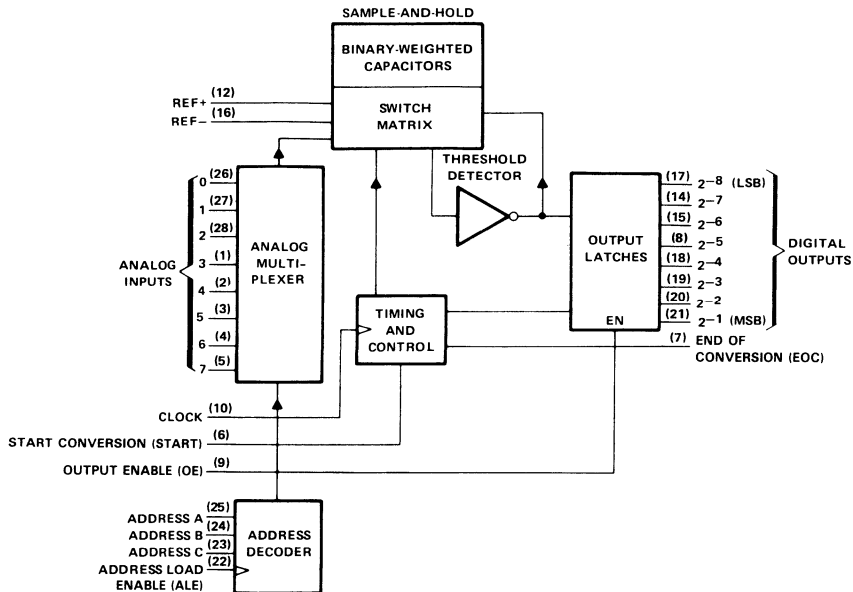 SAMPLE-AND-HOLD
BINARY-WEIGHTED
CAPACITORS
SWITCH
MATRIX
REF+ (12)
REF− (16)
THRESHOLD
DETECTOR
ANALOG
INPUTS
0 (26)
1 (27)
2 (28)
3 (1)
4 (2)
5 (3)
6 (4)
7 (5)
ANALOG
MULTI-
PLEXER
TIMING
AND
CONTROL
OUTPUT
LATCHES
EN
(17) 2−8 (LSB)
(14) 2−7
(15) 2−6
(8) 2−5
(18) 2−4
(19) 2−3
(20) 2−2
(21) 2−1 (MSB)
DIGITAL
OUTPUTS
(7) END OF
CONVERSION (EOC)
CLOCK (10)
START CONVERSION (START) (6)
OUTPUT ENABLE (OE) (9)
ADDRESS A (25)
ADDRESS B (24)
ADDRESS C (23)
ADDRESS LOAD (22)
ENABLE (ALE)
ADDRESS
DECODER